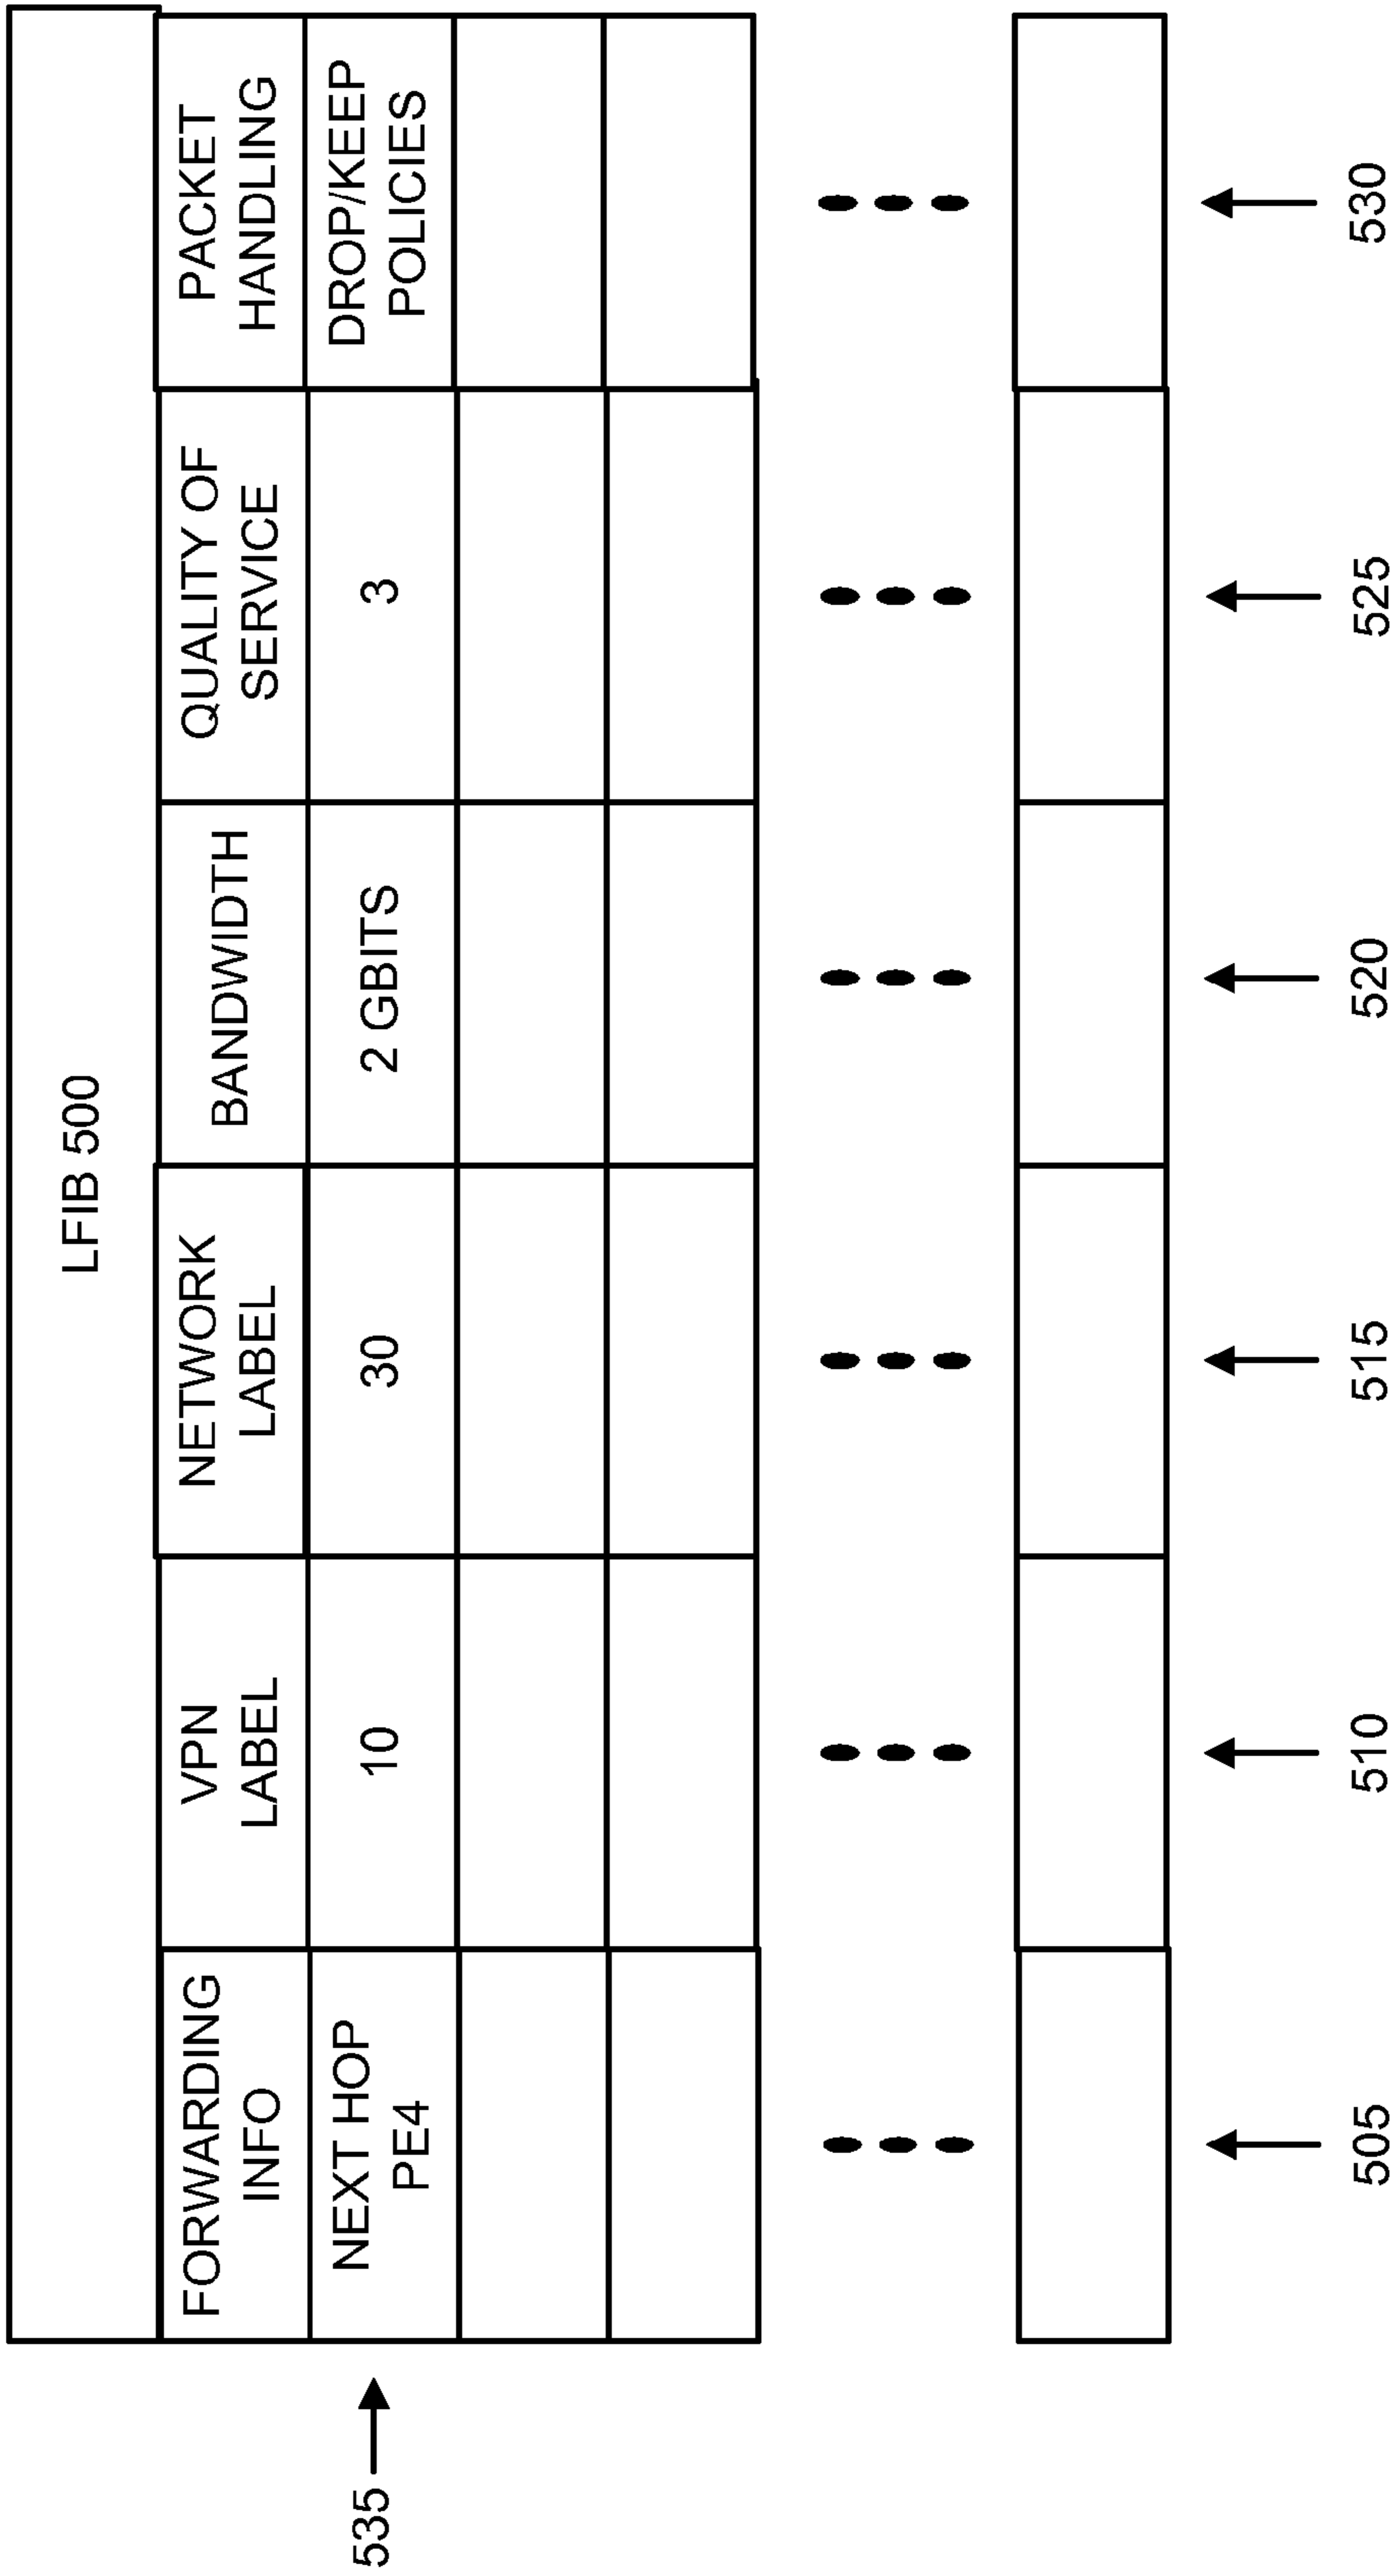 LFIB 500
FORWARDING
INFO
VPN
LABEL
NETWORK
LABEL
BANDWIDTH
QUALITY OF
SERVICE
PACKET
HANDLING
535
NEXT HOP
PE4
10
30
2 GBITS
3
DROP/KEEP
POLICIES
505
510
515
520
525
530